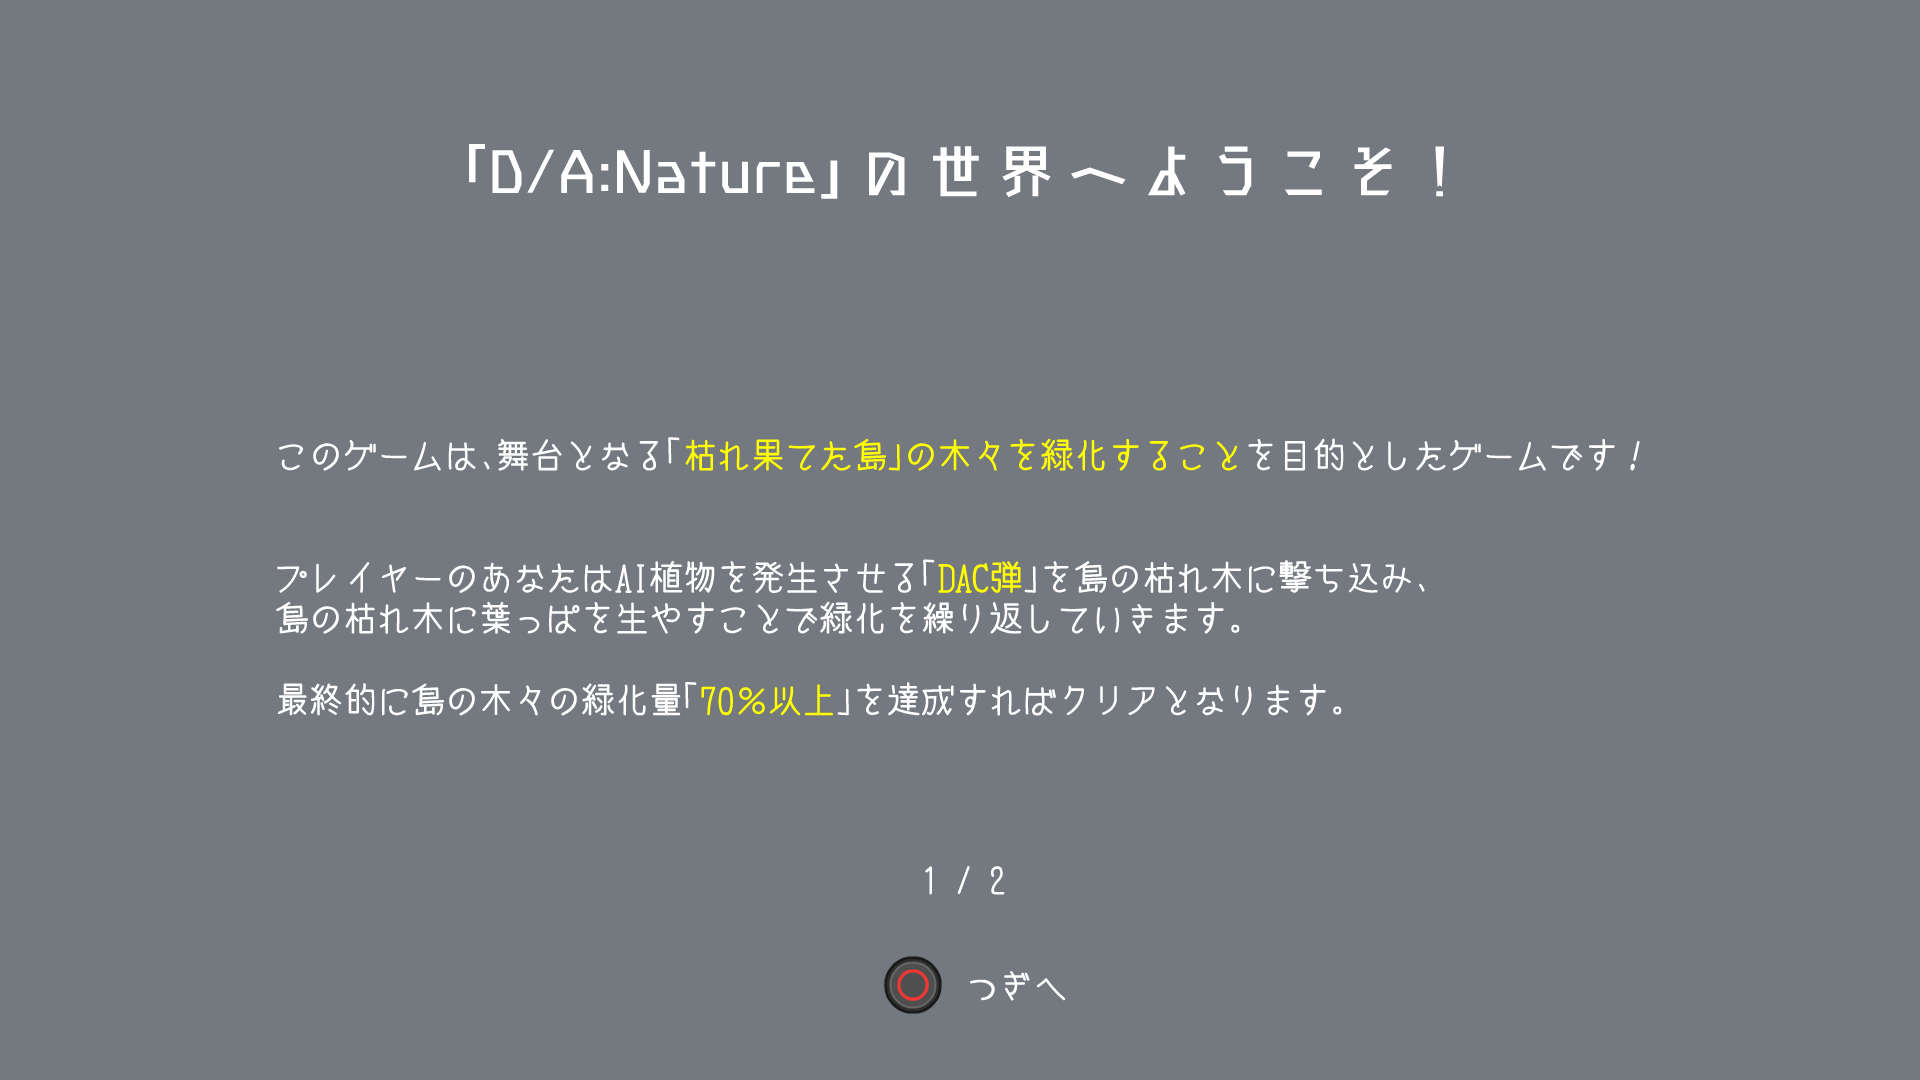 「D/A:Nature」の世界へようこそ！
このゲームは、舞台となる「枯れ果てた島」の木々を緑化することを目的としたゲームです！
プレイヤーのあなたはAI植物を発生させる「DAC弾」を島の枯れ木に撃ち込み、
島の枯れ木に葉っぱを生やすことで緑化を繰り返していきます。
最終的に島の木々の緑化量「70％以上」を達成すればクリアとなります。
1 / 2
つぎへ